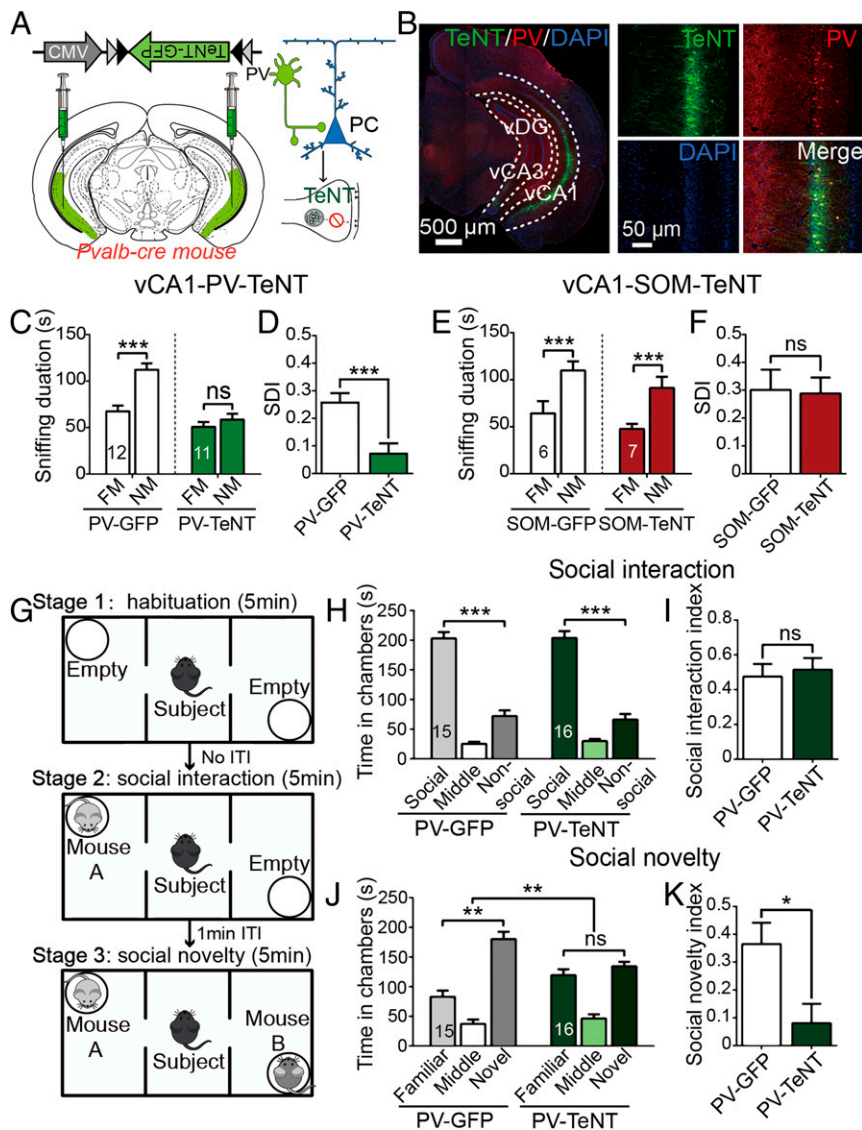 A
CMV
TeNT-GFP
PV
PC
TeNT
Pvalb-cre mouse
B
TeNT/PV/DAPI
vDG
vCA3
vCA1
500 µm
TeNT
PV
DAPI
Merge
50 µm
vCA1-PV-TeNT
vCA1-SOM-TeNT
C
Sniffing duation (s)
150
100
50
0
***
ns
12
11
FM
NM
FM
NM
PV-GFP
PV-TeNT
D
SDI
0.4
0.3
0.2
0.1
0
***
PV-GFP
PV-TeNT
E
Sniffing duation (s)
150
100
50
0
***
***
6
7
FM
NM
FM
NM
SOM-GFP
SOM-TeNT
F
SDI
0.5
0.4
0.3
0.2
0.1
0
ns
SOM-GFP
SOM-TeNT
G
Stage 1: habituation (5min)
Empty
Subject
Empty
No ITI
Stage 2: social interaction (5min)
Mouse
A
Subject
Empty
1min ITI
Stage 3: social novelty (5min)
Mouse
A
Subject
Mouse
B
Social interaction
H
Time in chambers (s)
250
200
150
100
50
0
***
***
15
16
Social
Middle
Non-
social
Social
Middle
Non-
social
PV-GFP
PV-TeNT
I
Social interaction index
0.8
0.6
0.4
0.2
0
ns
PV-GFP
PV-TeNT
Social novelty
J
Time in chambers (s)
250
200
150
100
50
0
**
**
ns
15
16
Familiar
Middle
Novel
Familiar
Middle
Novel
PV-GFP
PV-TeNT
K
Social novelty index
0.5
0.4
0.3
0.2
0.1
0
*
PV-GFP
PV-TeNT